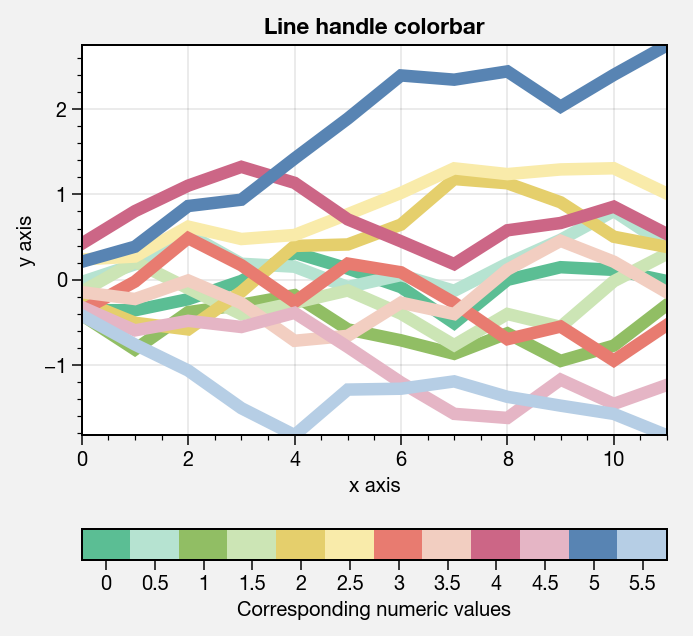 Line handle colorbar
2
1
0
−1
y axis
0 2 4 6 8 10
x axis
0 0.5 1 1.5 2 2.5 3 3.5 4 4.5 5 5.5
Corresponding numeric values